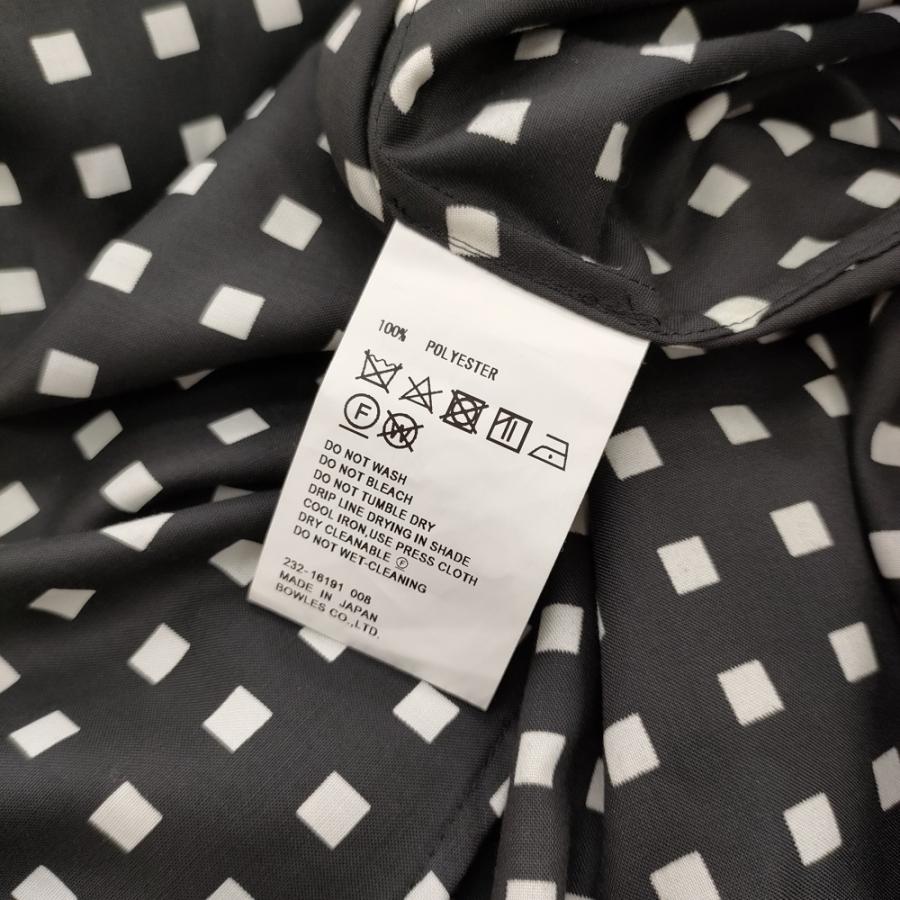 100% POLYESTER
F W
DO NOT WASH
DO NOT BLEACH
DO NOT TUMBLE DRY
DRIP LINE DRYING IN SHADE
COOL IRON,USE PRESS CLOTH
DRY CLEANABLE Ⓕ
DO NOT WET-CLEANING
232-16191 008
MADE IN JAPAN
BOWLES CO.,LTD.